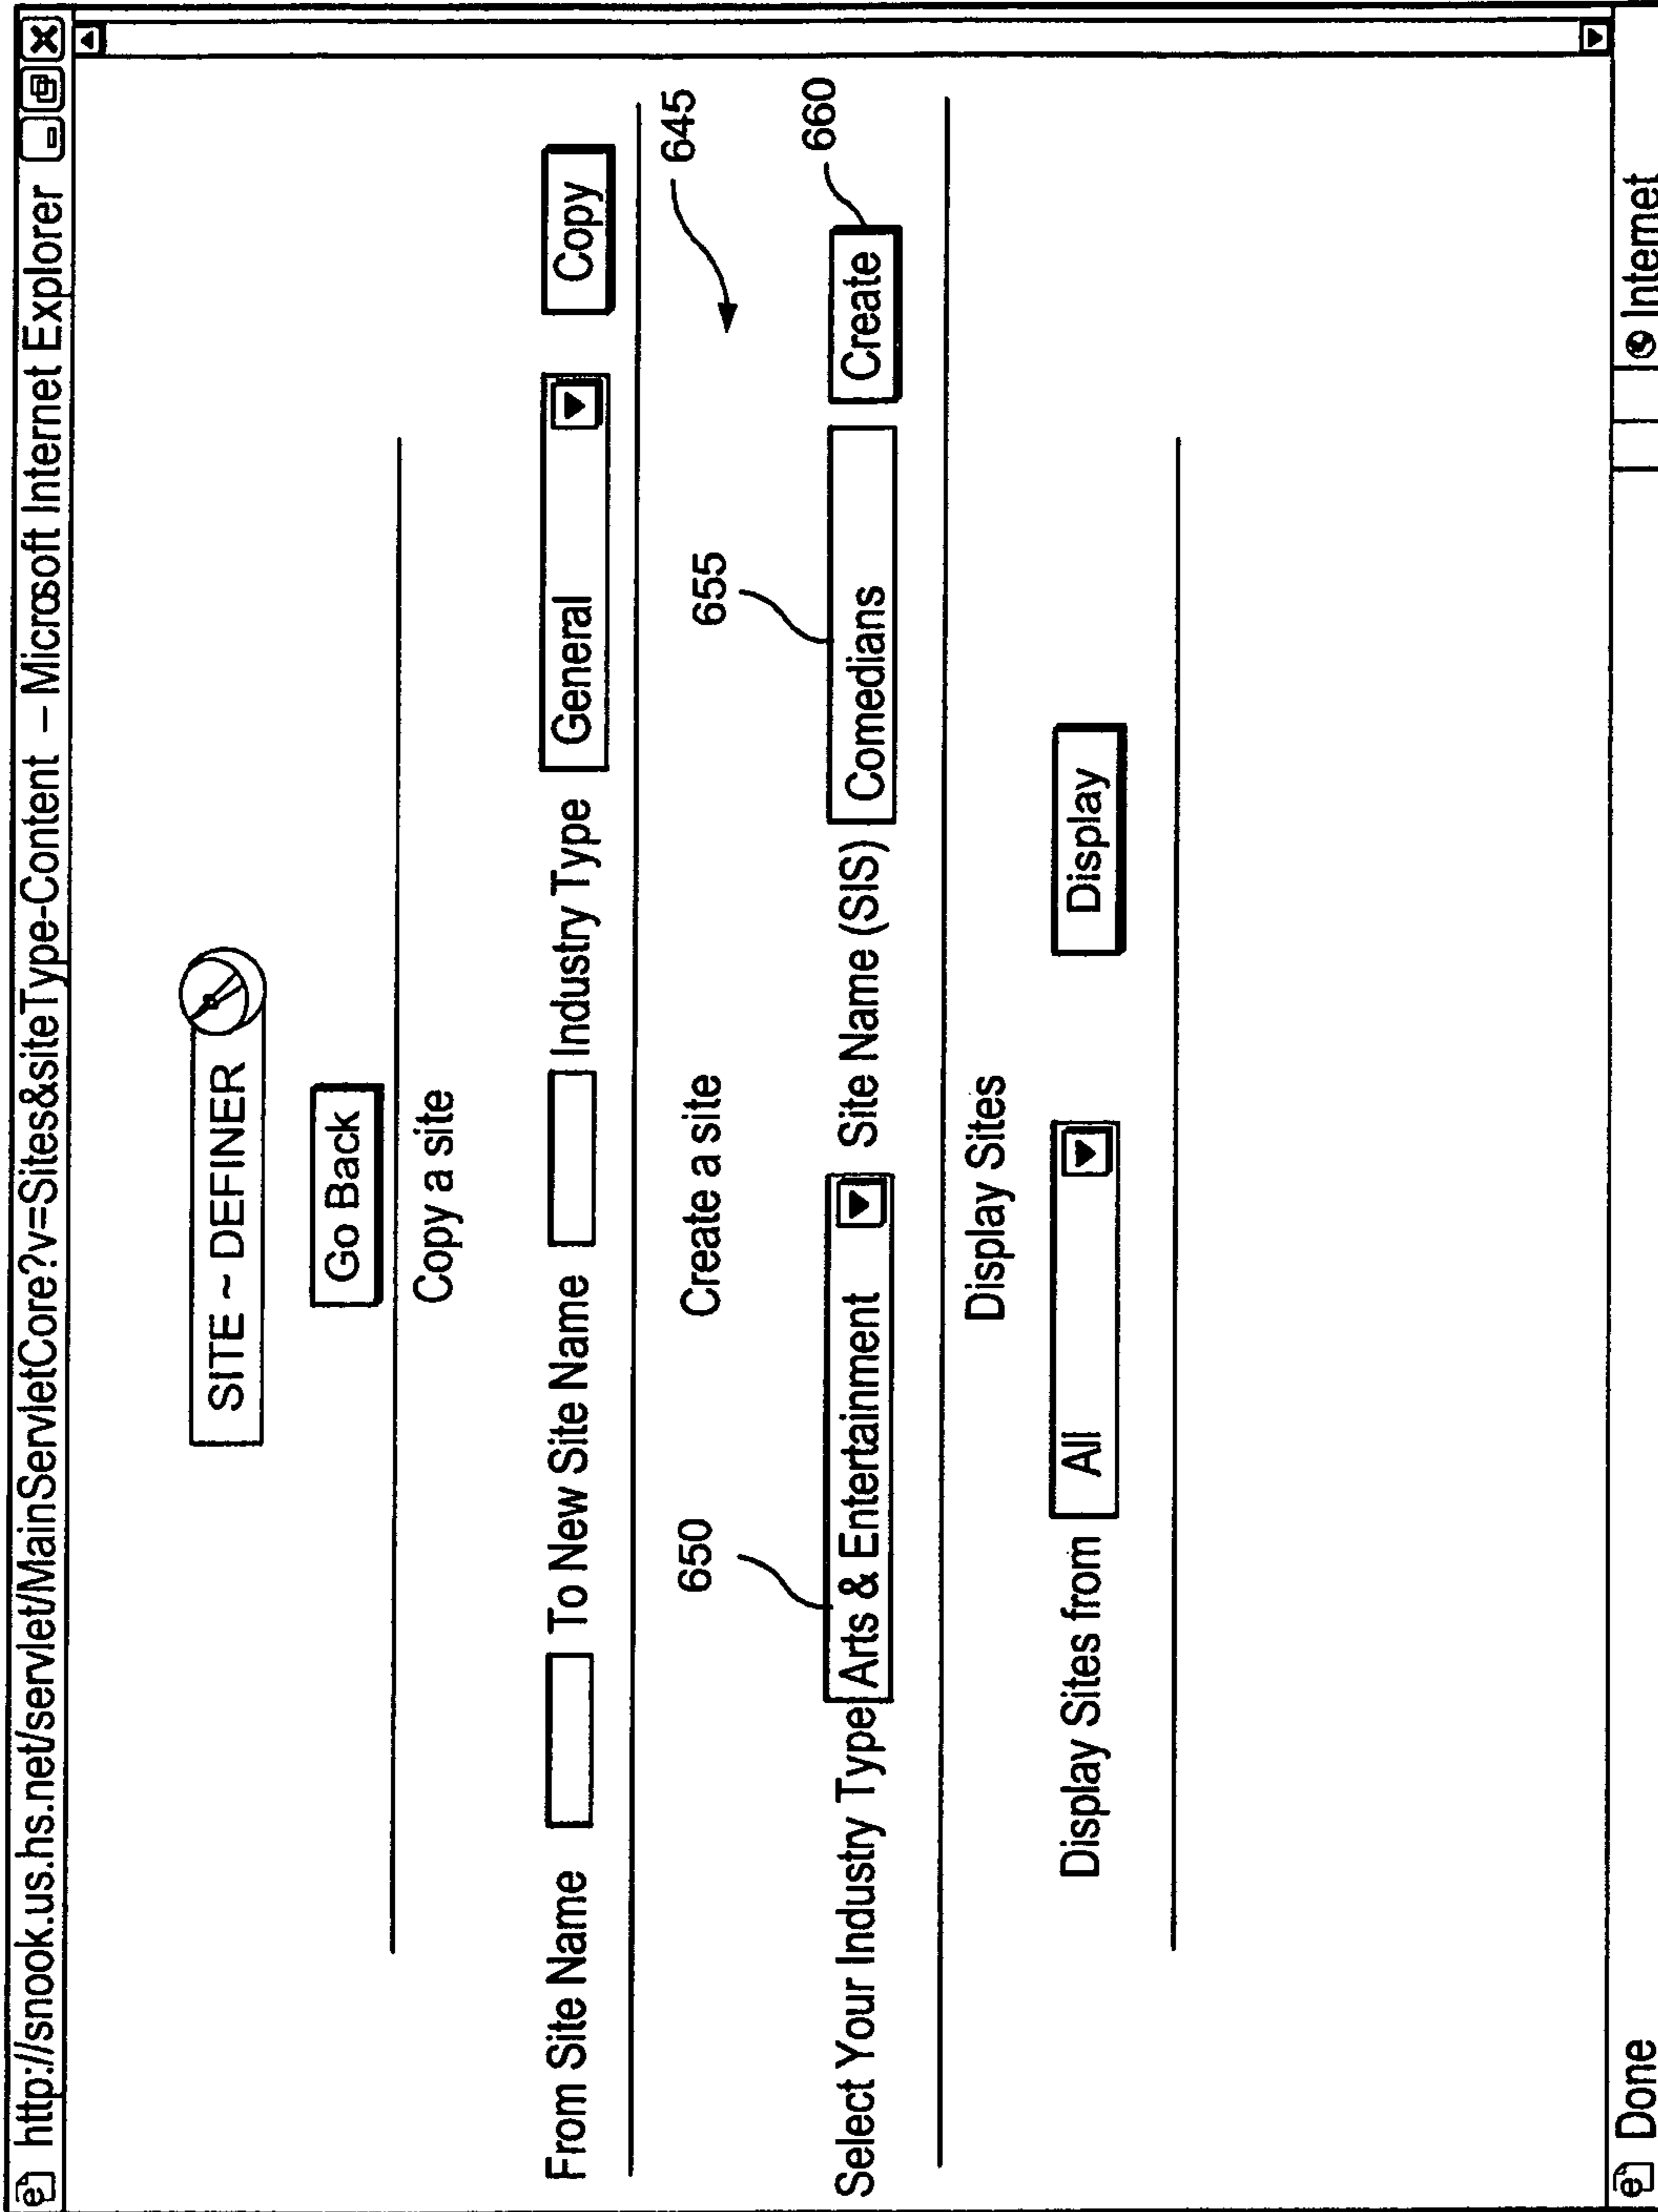 http://snook.us.hs.net/servlet/MainServletCore?v=Sites&siteType-Content – Microsoft Internet Explorer
SITE ~ DEFINER
Go Back
Copy a site
From Site Name To New Site Name Industry Type General Copy
650 Create a site 655 645
Select Your Industry Type Arts & Entertainment Site Name (SIS) Comedians Create 660
Display Sites
Display Sites from All Display
Done Internet